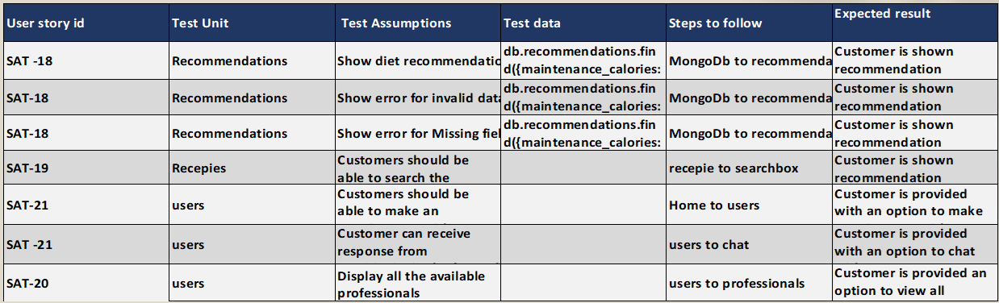 User story id Test Unit Test Assumptions Test data Steps to follow Expected result
SAT -18 Recommendations Show diet recommendatio db.recommendations.fin MongoDb to recommenda Customer is shown
d({maintenance_calories: recommendation
SAT-18 Recommendations Show error for invalid data db.recommendations.fin MongoDb to recommenda Customer is shown
d({maintenance_calories: recommendation
SAT-18 Recommendations Show error for Missing fiel db.recommendations.fin MongoDb to recommenda Customer is shown
d({maintenance_calories: recommendation
SAT-19 Recepies Customers should be recepie to searchbox Customer is shown
able to search the recommendation
SAT-21 users Customers should be Home to users Customer is provided
able to make an with an option to make
SAT -21 users Customer can receive users to chat Customer is provided
response from with an option to chat
SAT-20 users Display all the available users to professionals Customer is provided an
professionals option to view all